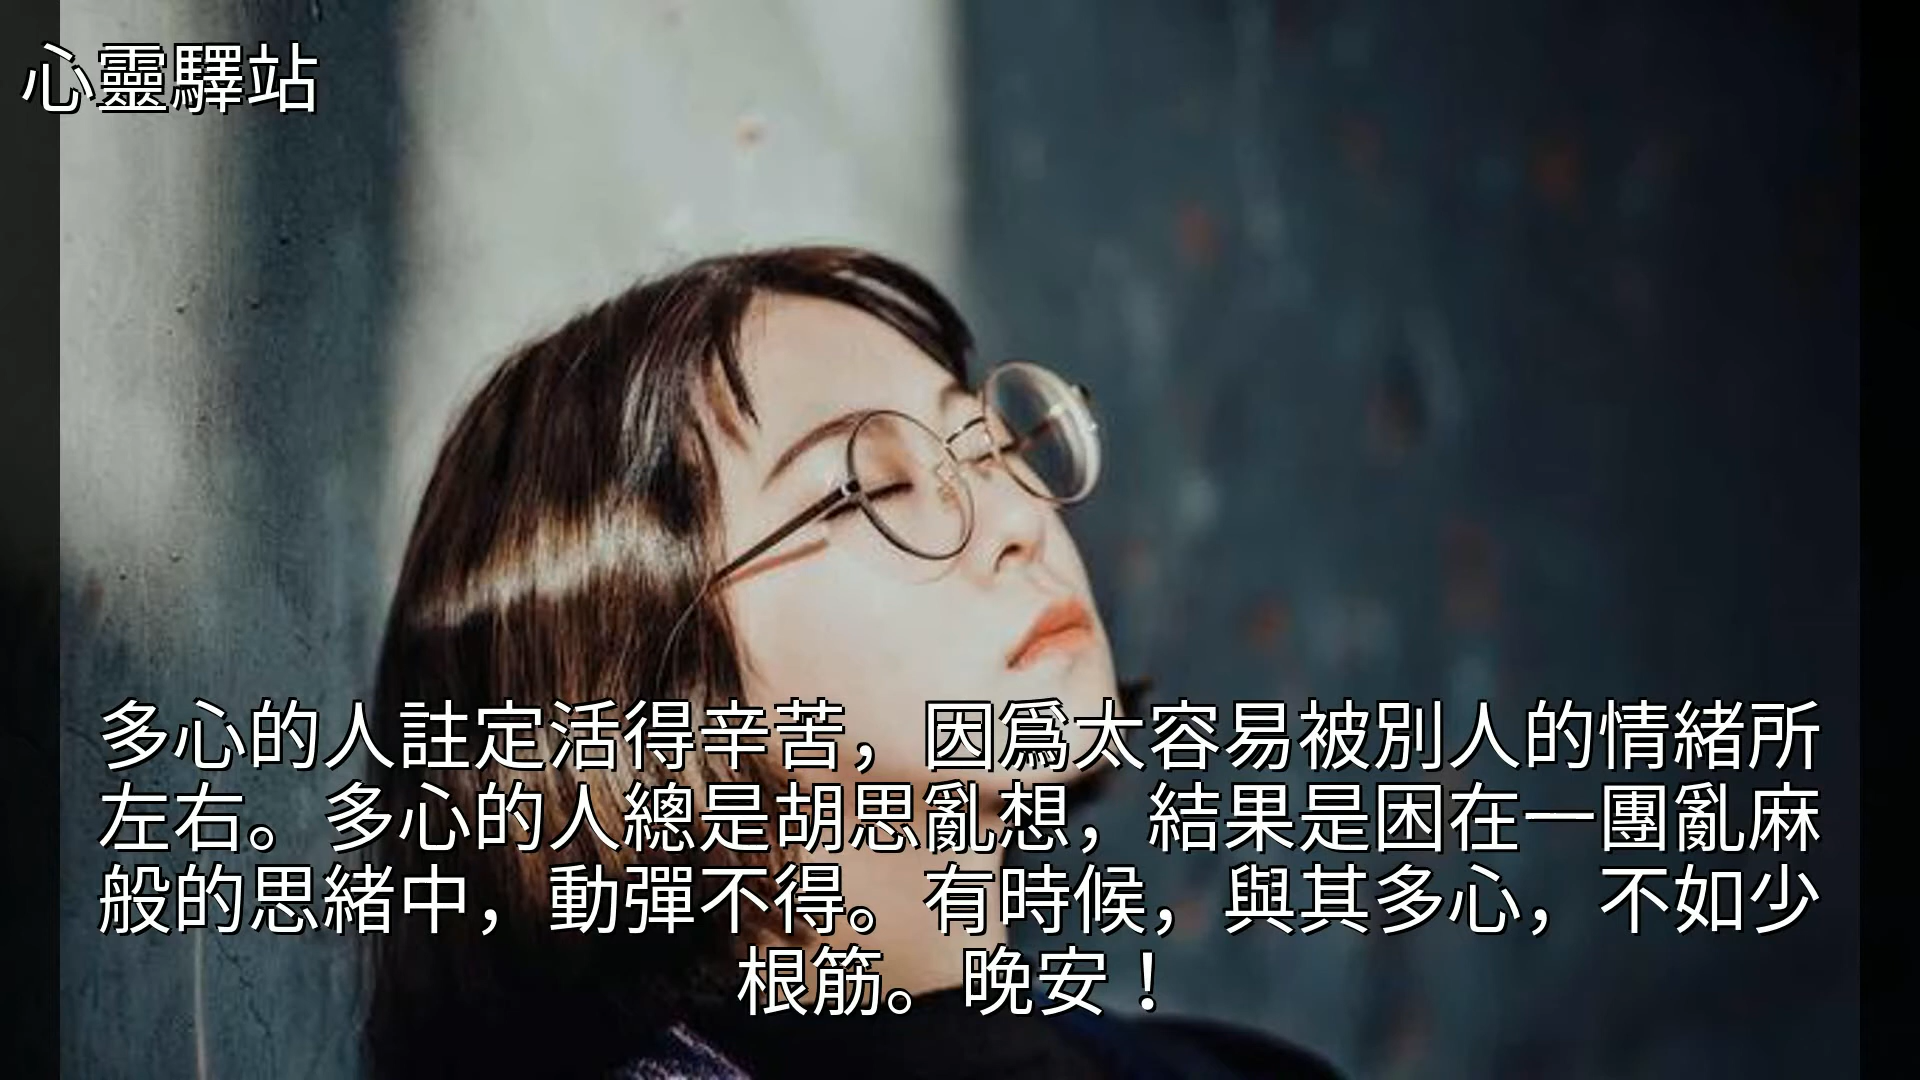 心靈驛站
多心的人註定活得辛苦，因爲太容易被別人的情緒所
左右。多心的人總是胡思亂想，結果是困在一團亂麻
般的思緒中，動彈不得。有時候，與其多心，不如少
根筋。晚安！